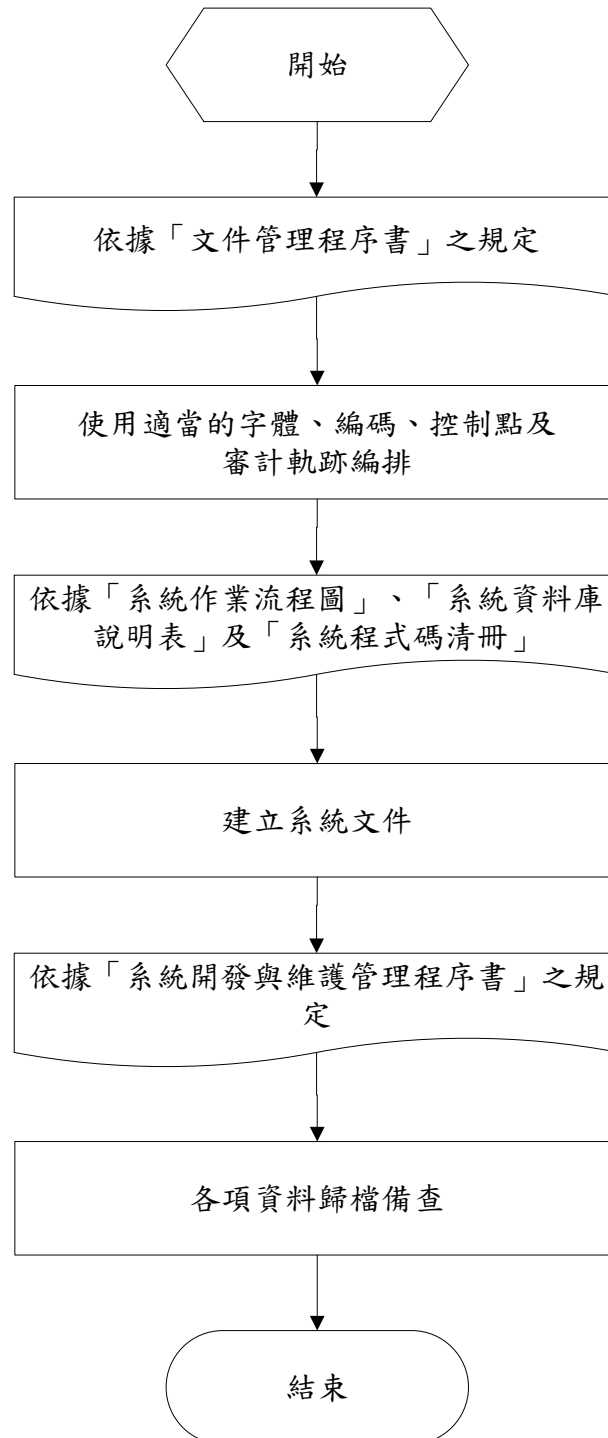 開始
依據「文件管理程序書」之規定
使用適當的字體、編碼、控制點及
審計軌跡編排
依據「系統作業流程圖」、「系統資料庫
說明表」及「系統程式碼清冊」
建立系統文件
依據「系統開發與維護管理程序書」之規
定
各項資料歸檔備查
結束